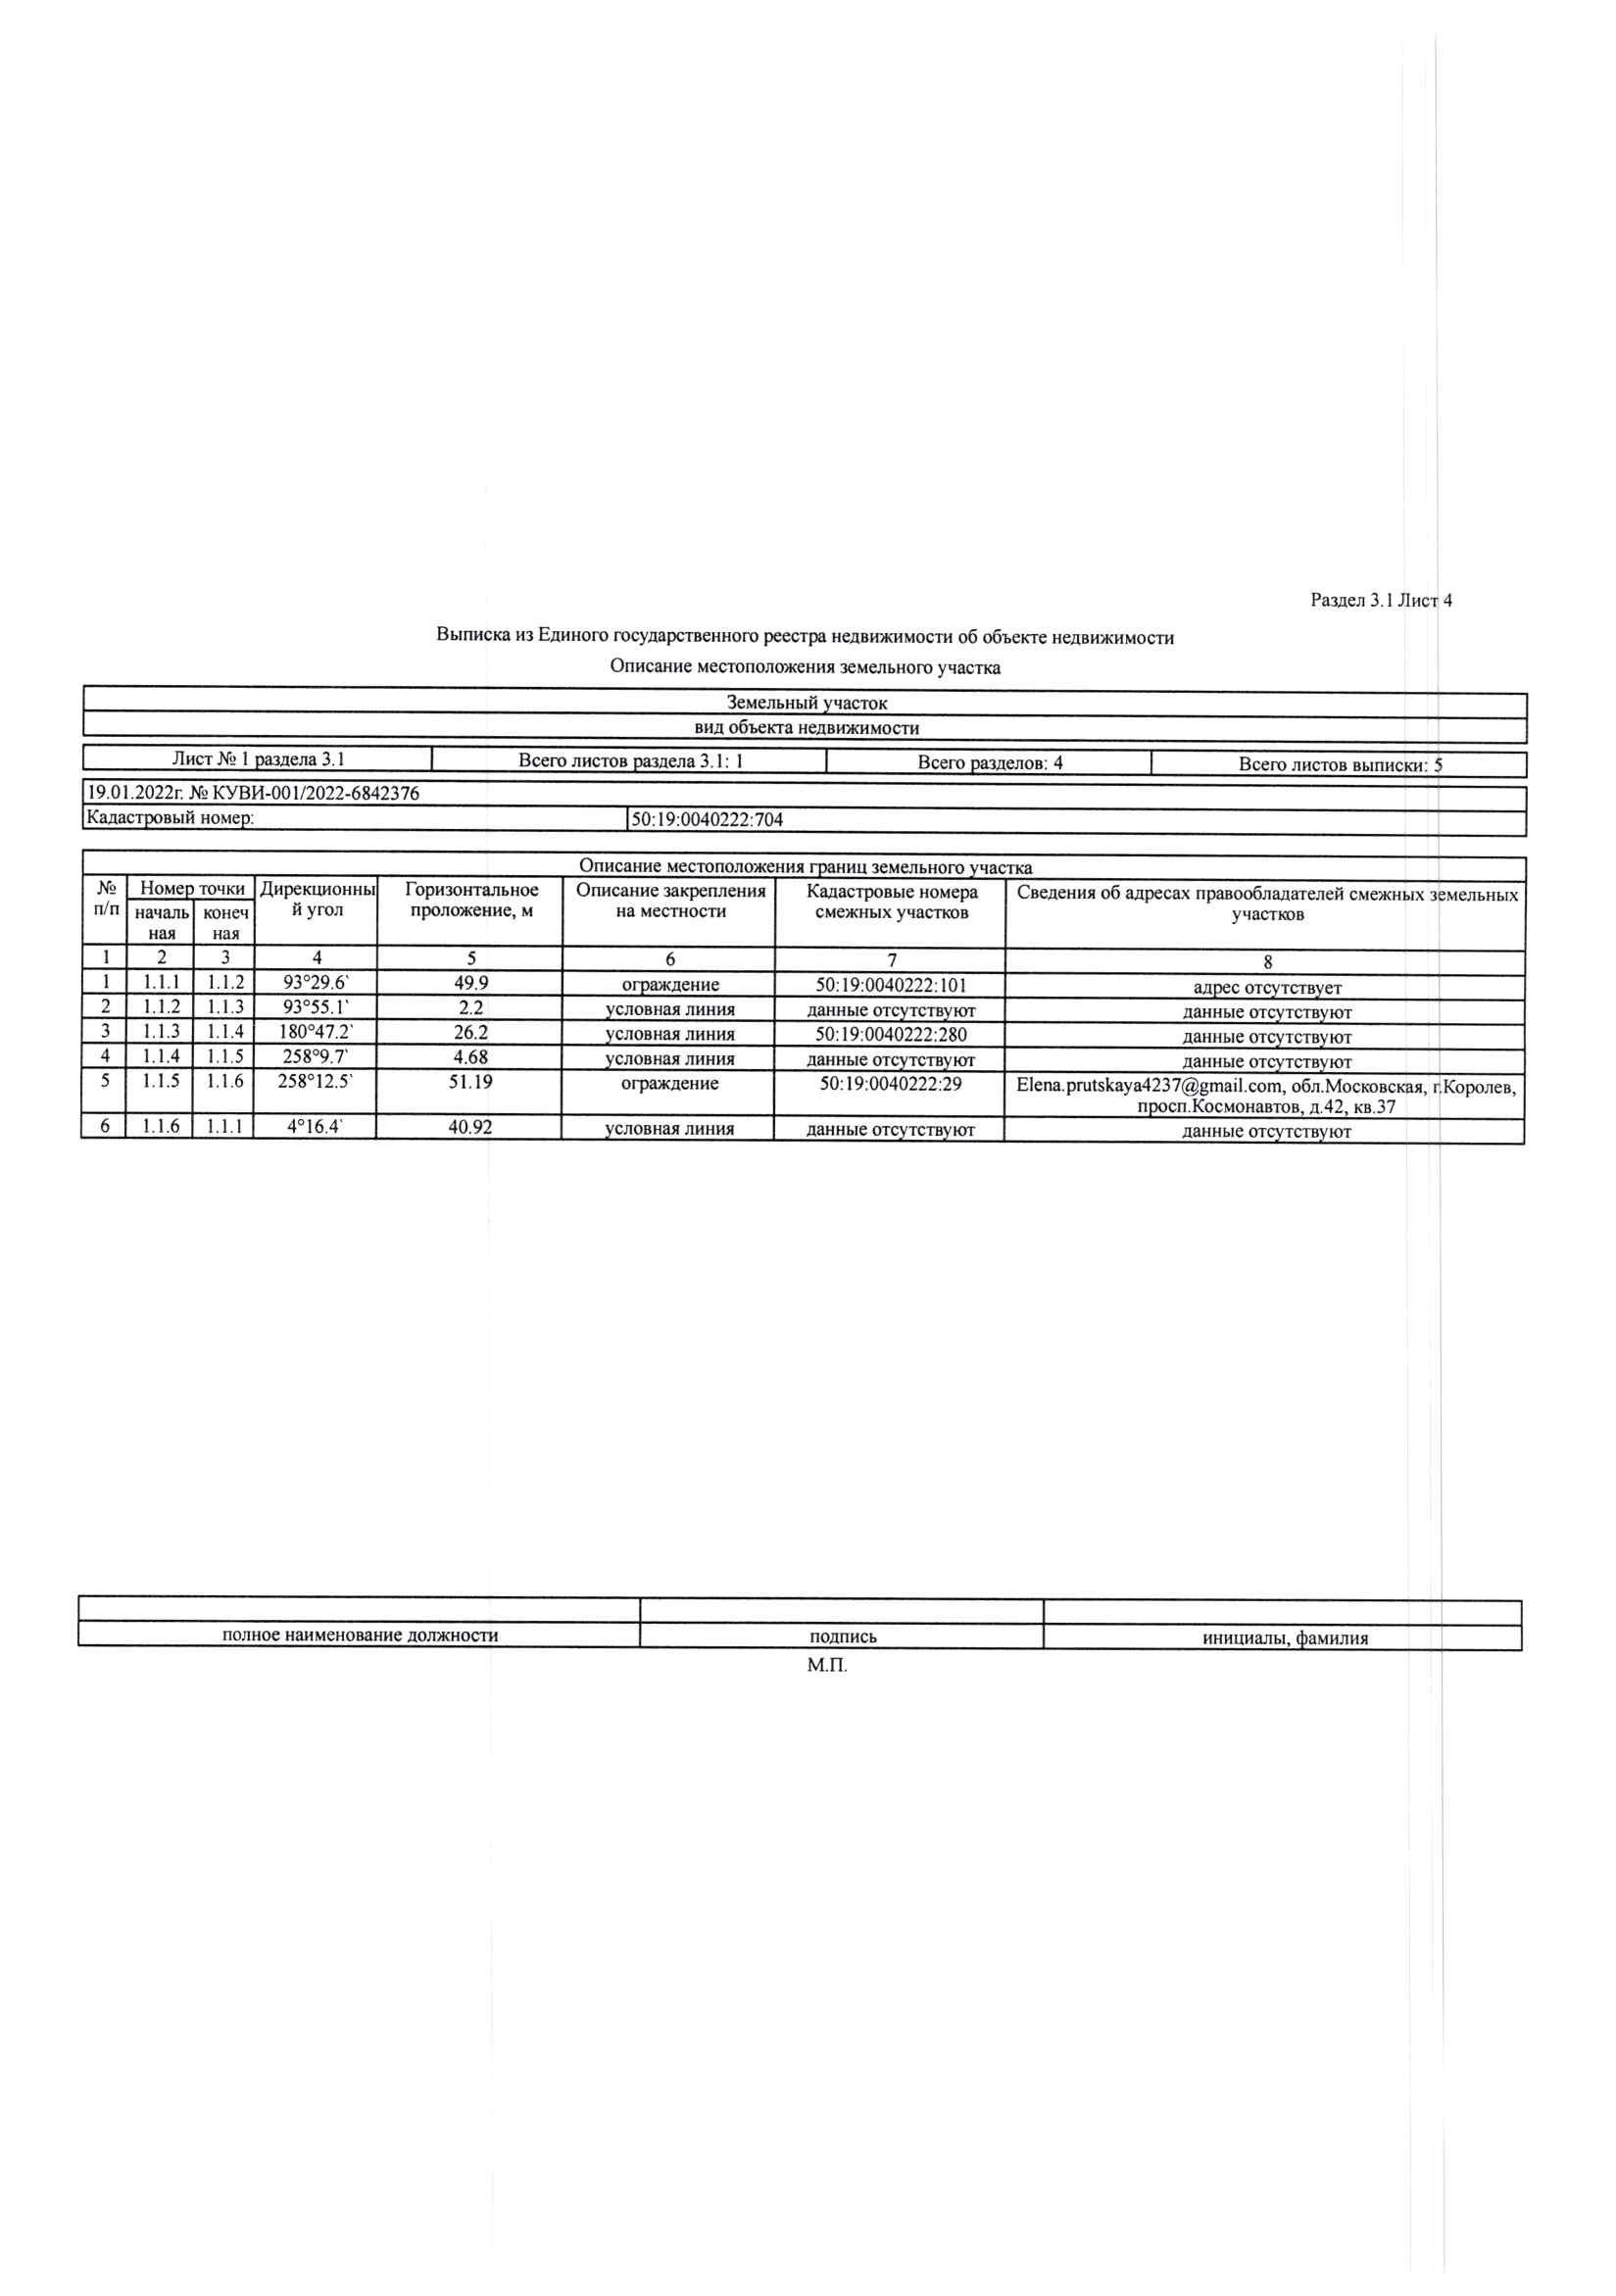 Раздел 3.1 Лист 4
Выписка из Единого государственного реестра недвижимости об объекте недвижимости
Описание местоположения земельного участка
Земельный участок
вид объекта недвижимости
Лист № 1 раздела 3.1 Всего листов раздела 3.1: 1 Всего разделов: 4 Всего листов выписки: 5
19.01.2022г. № КУВИ-001/2022-6842376
Кадастровый номер: 50:19:0040222:704
Описание местоположения границ земельного участка
№ Номер точки Дирекционны Горизонтальное Описание закрепления Кадастровые номера Сведения об адресах правообладателей смежных земельных
п/п началь конеч й угол проложение, м на местности смежных участков участков
ная ная
1 2 3 4 5 6 7 8
1 1.1.1 1.1.2 93°29.6` 49.9 ограждение 50:19:0040222:101 адрес отсутствует
2 1.1.2 1.1.3 93°55.1` 2.2 условная линия данные отсутствуют данные отсутствуют
3 1.1.3 1.1.4 180°47.2` 26.2 условная линия 50:19:0040222:280 данные отсутствуют
4 1.1.4 1.1.5 258°9.7` 4.68 условная линия данные отсутствуют данные отсутствуют
5 1.1.5 1.1.6 258°12.5` 51.19 ограждение 50:19:0040222:29 Elena.prutskaya4237@gmail.com, обл.Московская, г.Королев,
просп.Космонавтов, д.42, кв.37
6 1.1.6 1.1.1 4°16.4` 40.92 условная линия данные отсутствуют данные отсутствуют
полное наименование должности подпись инициалы, фамилия
М.П.